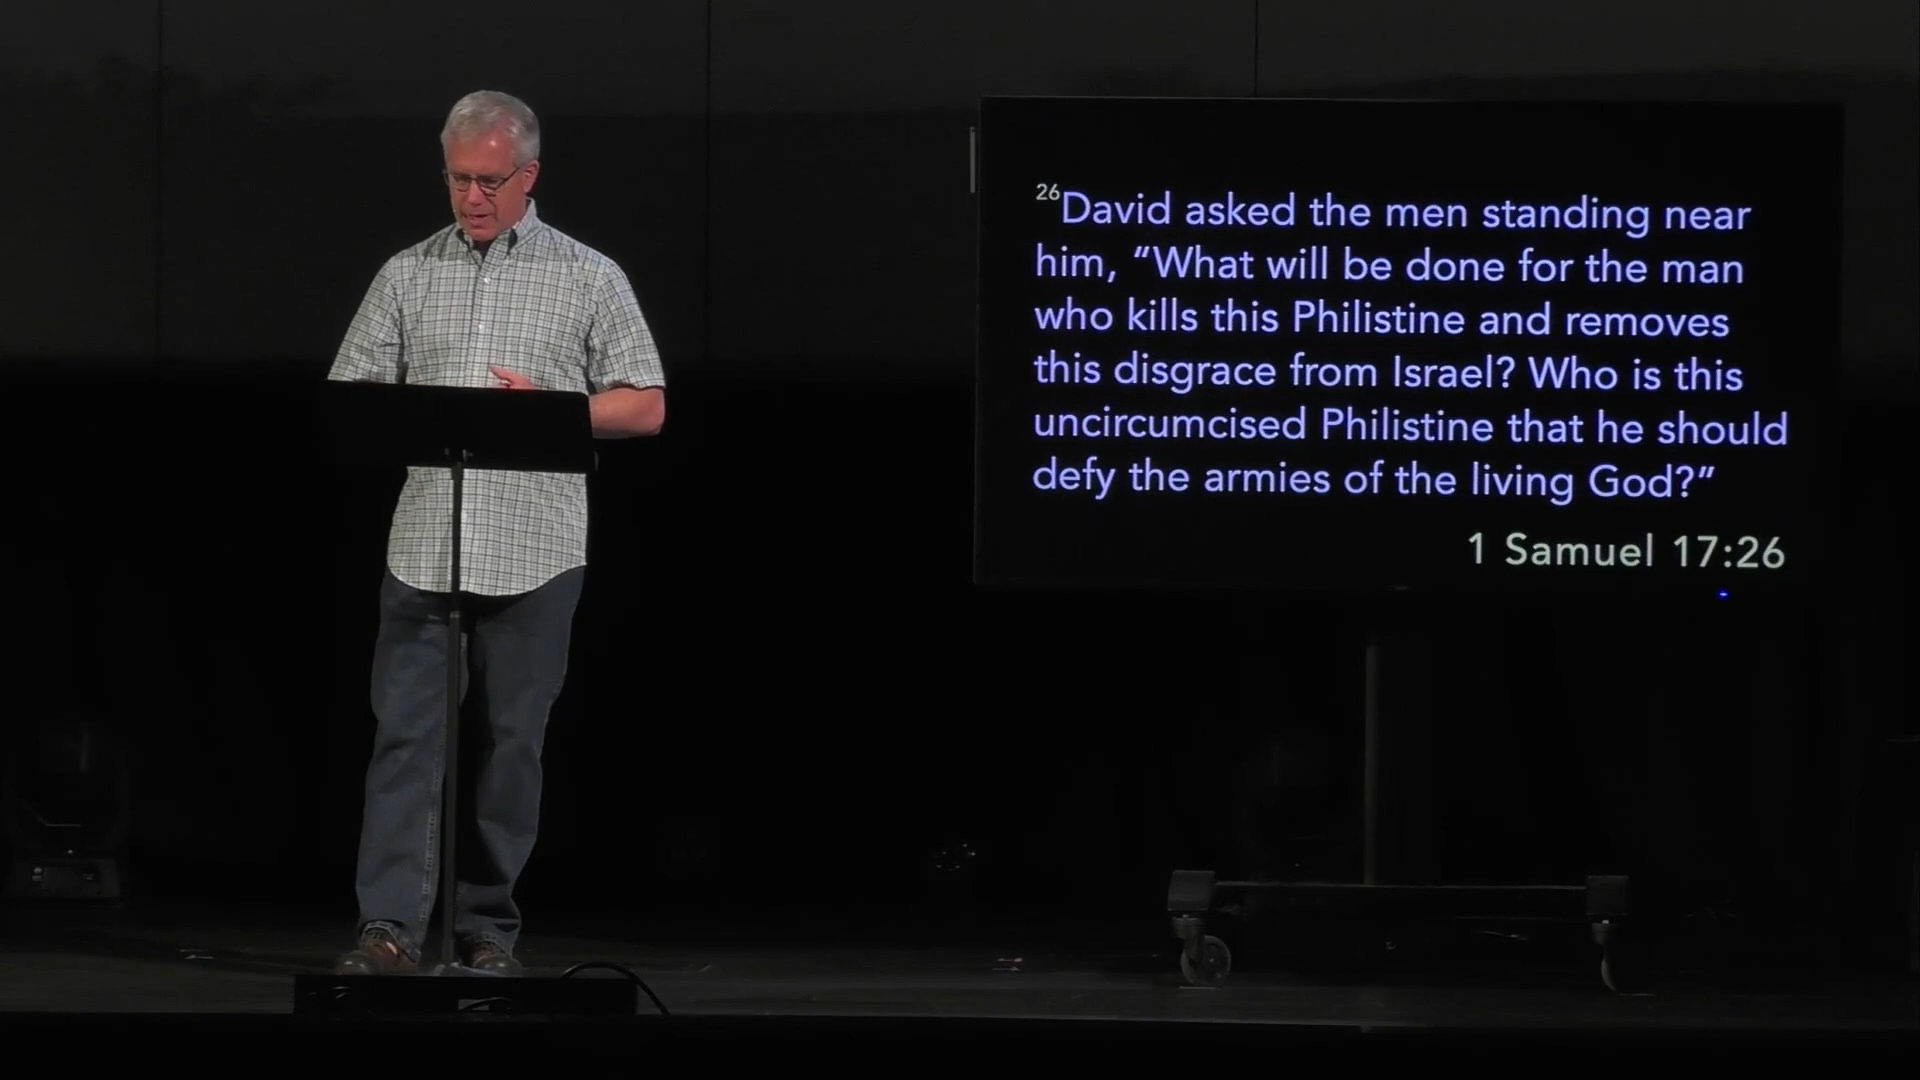 26David asked the men standing near
him, “What will be done for the man
who kills this Philistine and removes
this disgrace from Israel? Who is this
uncircumcised Philistine that he should
defy the armies of the living God?”
1 Samuel 17:26